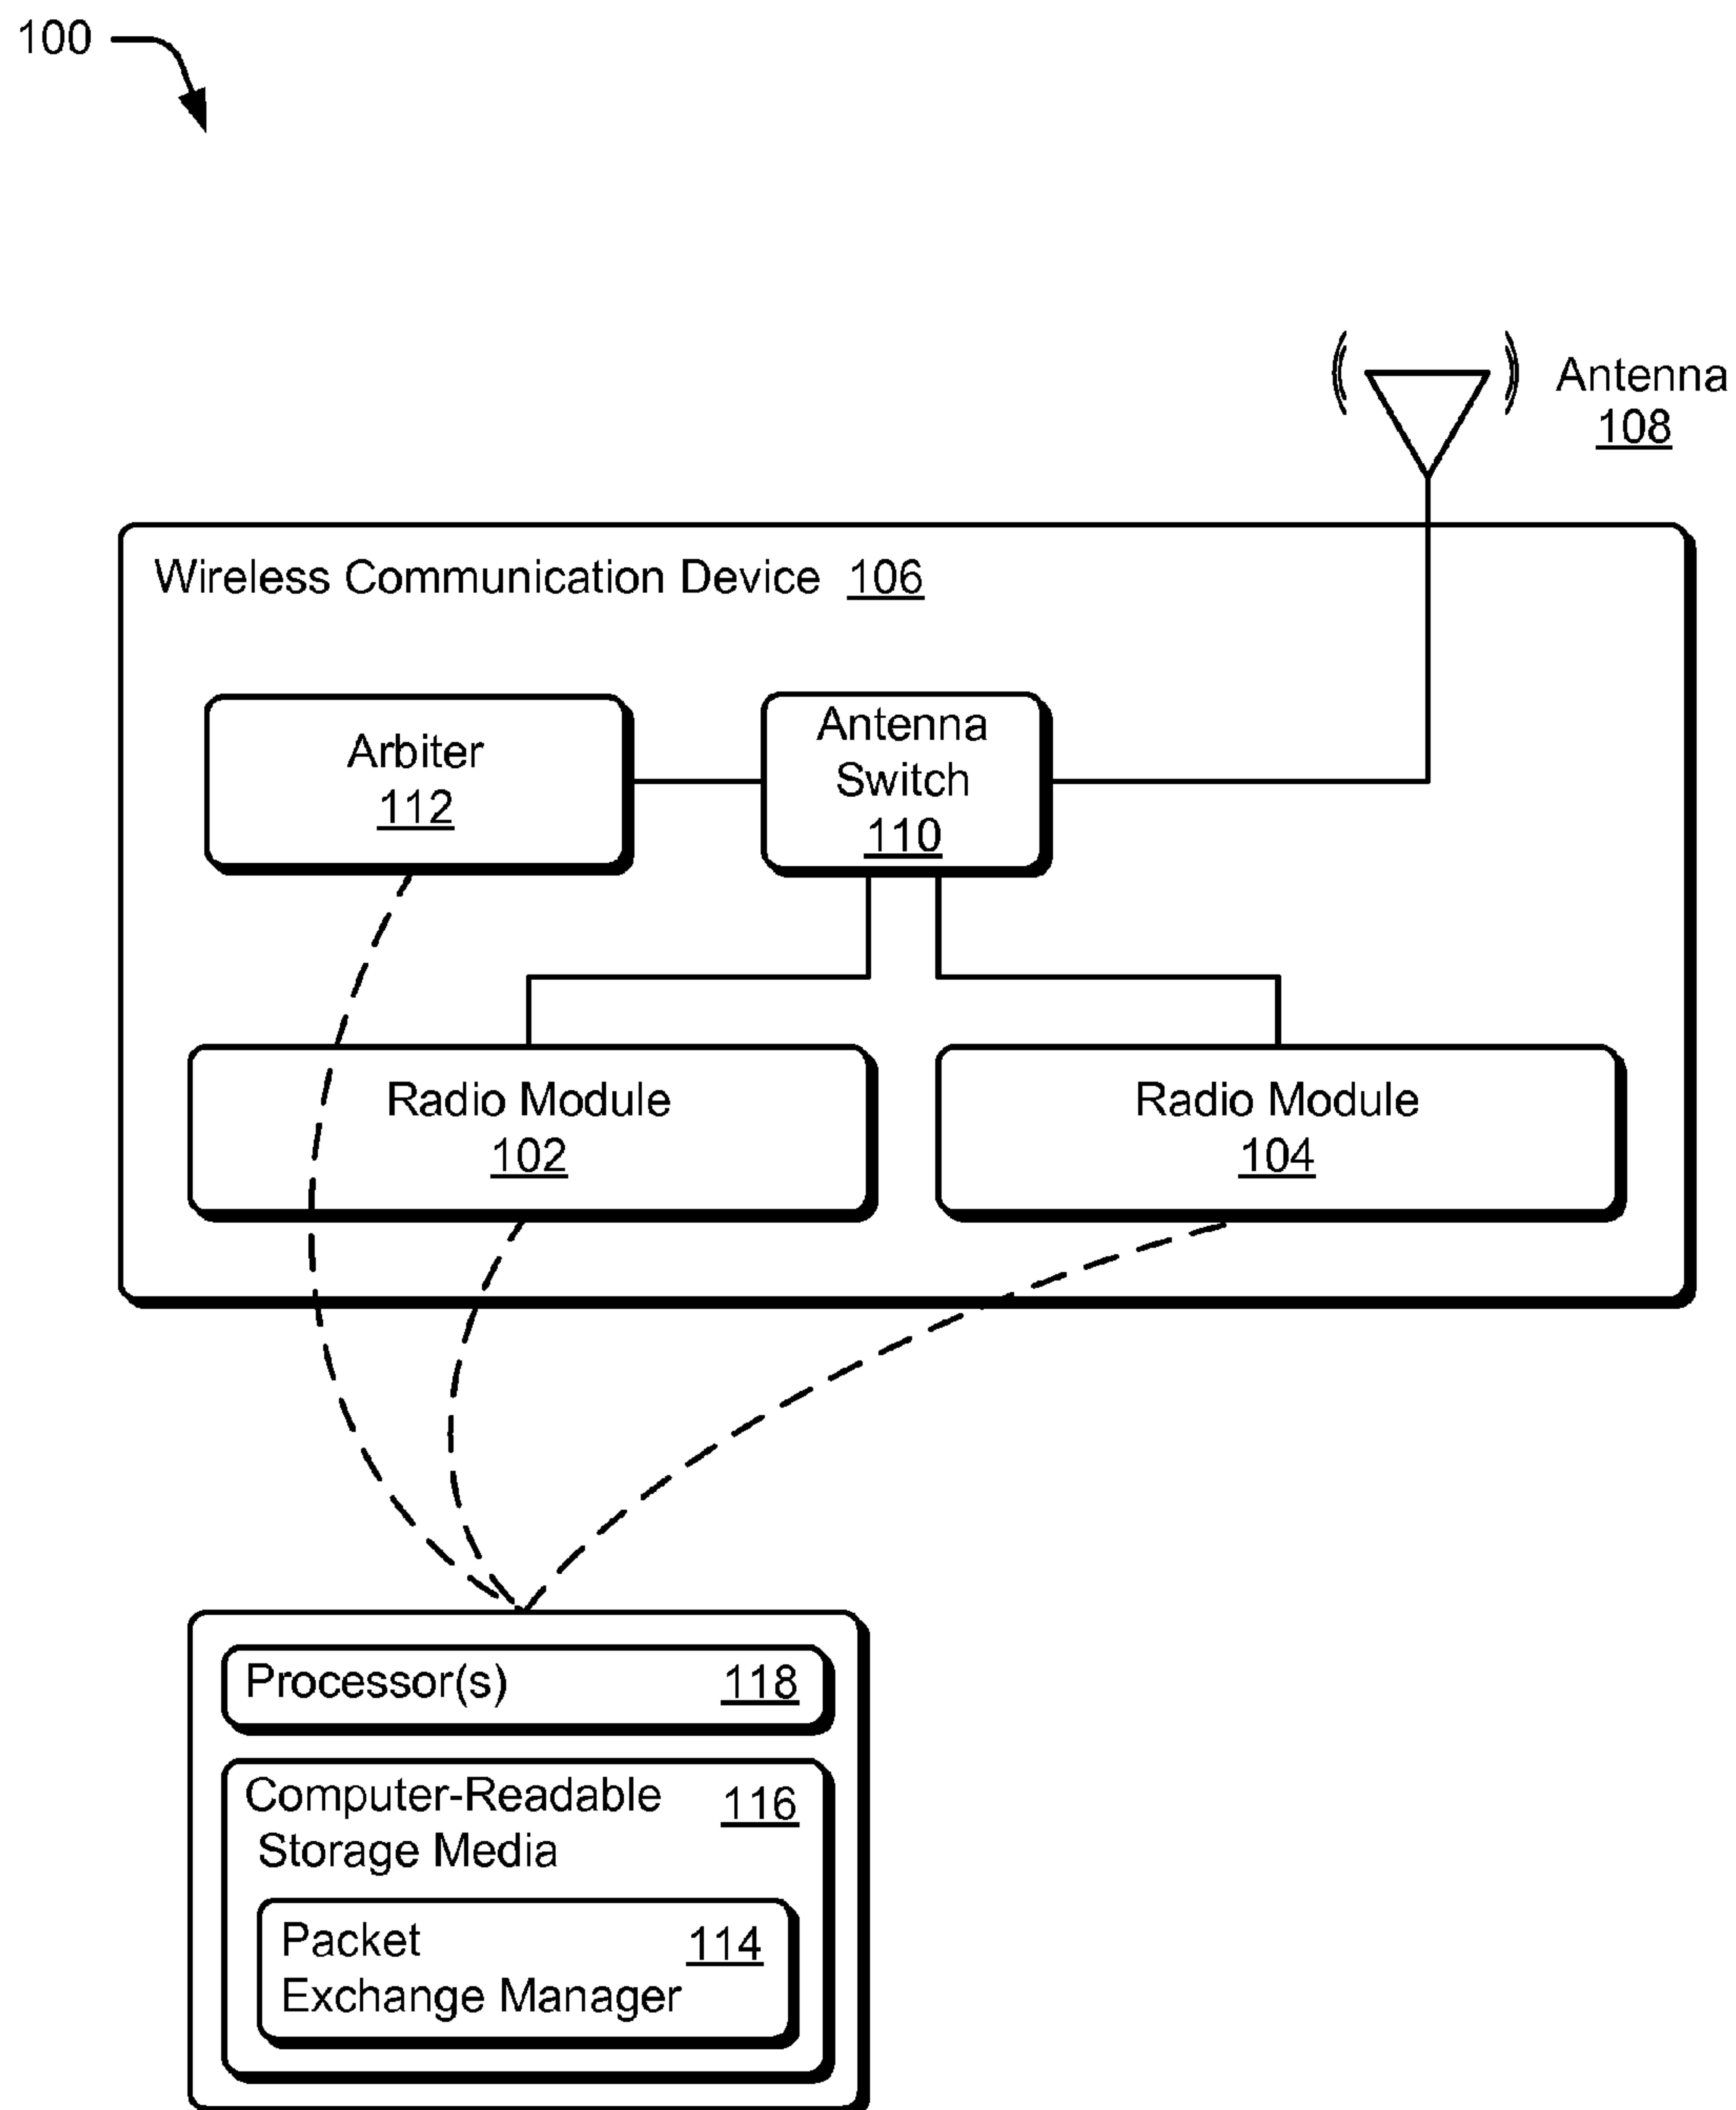 100
Antenna
108
Wireless Communication Device 106
Arbiter
112
Antenna
Switch
110
Radio Module
102
Radio Module
104
Processor(s) 118
Computer-Readable 116
Storage Media
Packet 114
Exchange Manager